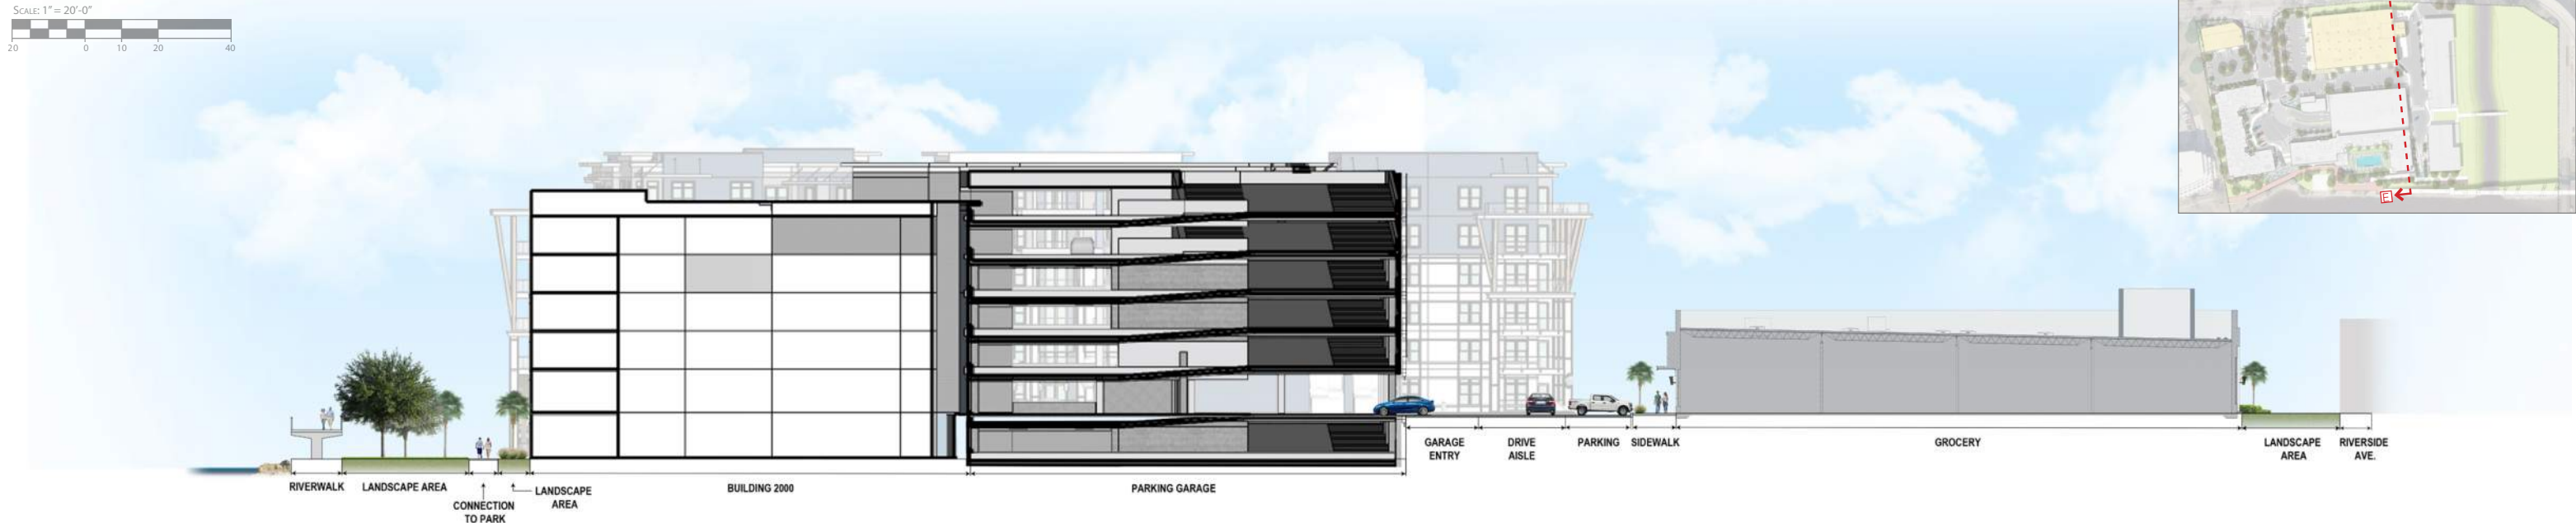 SCALE: 1" = 20'-0"
20 0 10 20 40
E
GARAGE ENTRY
DRIVE AISLE
PARKING
SIDEWALK
GROCERY
LANDSCAPE AREA
RIVERSIDE AVE.
RIVERWALK
LANDSCAPE AREA
CONNECTION TO PARK
LANDSCAPE AREA
BUILDING 2000
PARKING GARAGE